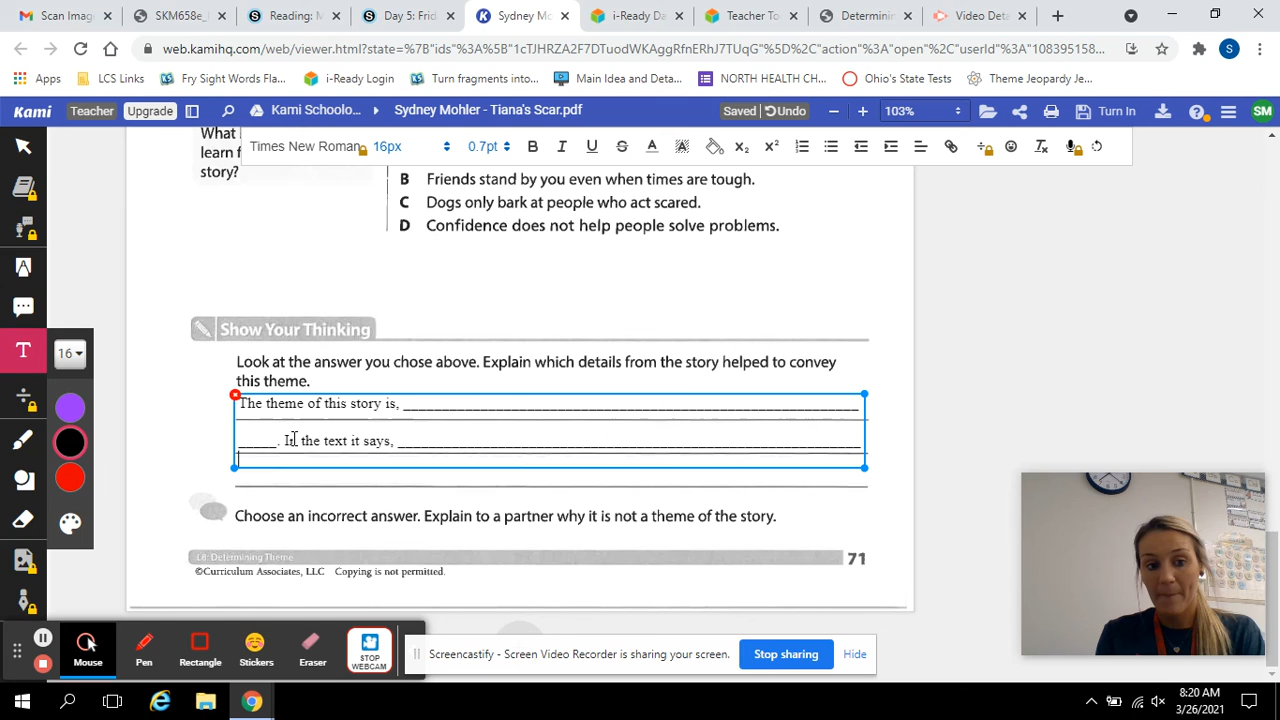 M
SKM658e_
Reading: M
Day 5: Frid
Sydney Mo
i-Ready Da
Teacher To
Determinin
Video Deta
web.kamihq.com/web/viewer.html?state=%7B"ids"%3A%5B"1cTJHRZA2F7DTuodWKAggRfnERhJ7TUqG"%5D%2C"action"%3A"open"%2C"userId"%3A"108395158...
S
Apps
LCS Links
Fry Sight Words Fla...
i-Ready Login
Turn fragments into...
Main Idea and Deta...
NORTH HEALTH CH...
Ohio's State Tests
Theme Jeopardy Je...
Kami
Teacher
Upgrade
Kami Schoolo...
Sydney Mohler - Tiana's Scar.pdf
Saved
Undo
103%
Turn In
SM
Times New Roman
16px
0.7pt
What
learn f
story?
B Friends stand by you even when times are tough.
C Dogs only bark at people who act scared.
D Confidence does not help people solve problems.
16
Show Your Thinking
Look at the answer you chose above. Explain which details from the story helped to convey
this theme.
The theme of this story is, ____________________
_____. In the text it says, ____________________
Choose an incorrect answer. Explain to a partner why it is not a theme of the story.
L8: Determining Theme
71
©Curriculum Associates, LLC Copying is not permitted.
Mouse
Pen
Rectangle
Stickers
Eraser
STOP
WEBCAM
Screencastify - Screen Video Recorder is sharing your screen.
Stop sharing
Hide
8:20 AM
3/26/2021